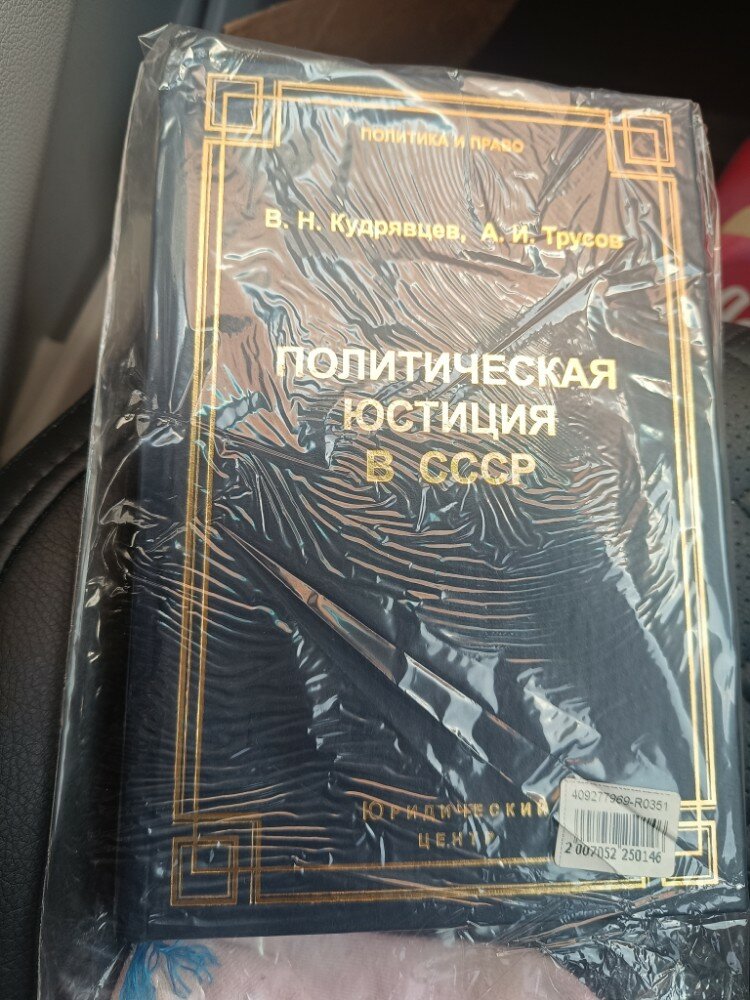 ПОЛИТИКА И ПРАВО
В. Н. Кудрявцев, А. И. Трусов
ПОЛИТИЧЕСКАЯ
ЮСТИЦИЯ
В СССР
ЮРИДИЧЕСКИЙ
ЦЕНТР
409277969-R0351
2 007052 250146